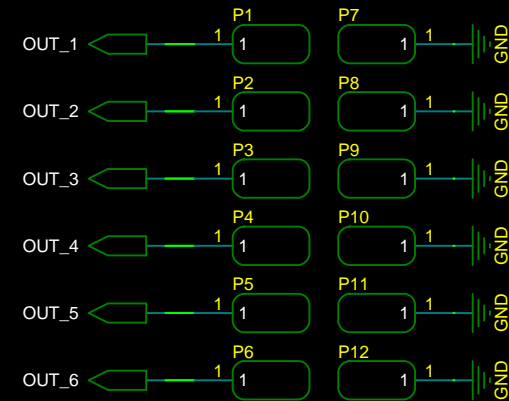 P1 P7
OUT_1 1 1 1 1 GND
P2 P8
OUT_2 1 1 1 1 GND
P3 P9
OUT_3 1 1 1 1 GND
P4 P10
OUT_4 1 1 1 1 GND
P5 P11
OUT_5 1 1 1 1 GND
P6 P12
OUT_6 1 1 1 1 GND